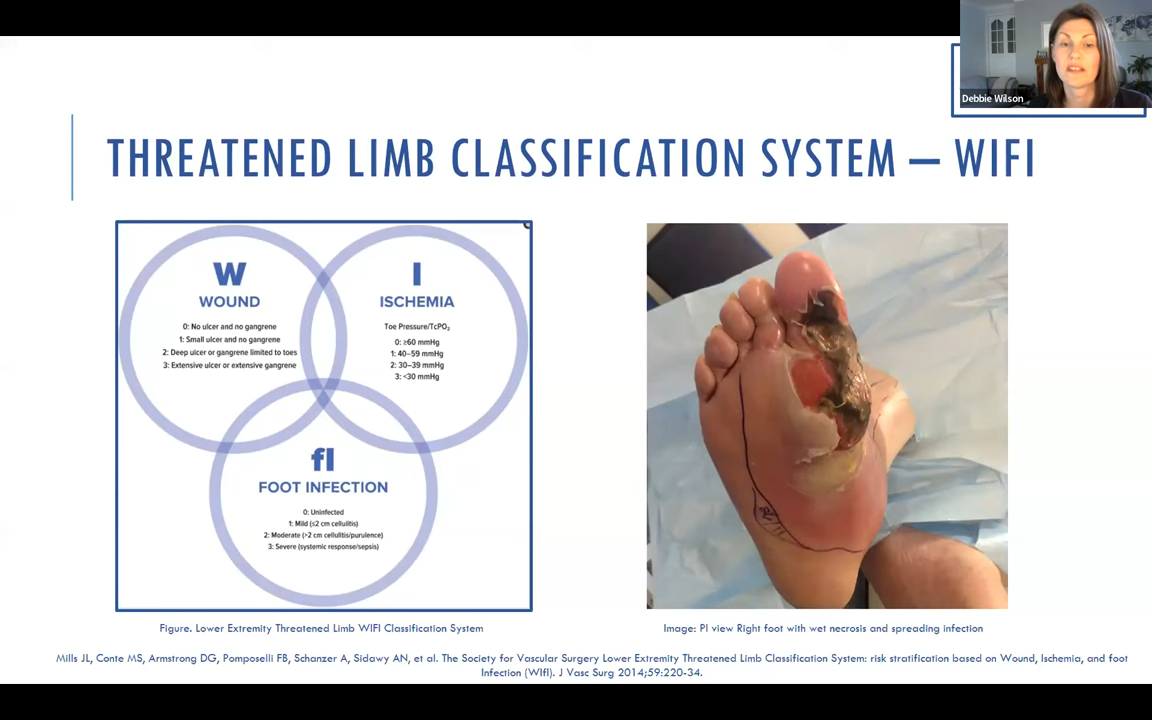 Debbie Wilson
THREATENED LIMB CLASSIFICATION SYSTEM – WIFI
W
WOUND
0: No ulcer and no gangrene
1: Small ulcer and no gangrene
2: Deep ulcer or gangrene limited to toes
3: Extensive ulcer or extensive gangrene
I
ISCHEMIA
Toe Pressure/TcPO₂
0: ≥60 mmHg
1: 40–59 mmHg
2: 30–39 mmHg
3: <30 mmHg
fI
FOOT INFECTION
0: Uninfected
1: Mild (≤2 cm cellulitis)
2: Moderate (>2 cm cellulitis/purulence)
3: Severe (systemic response/sepsis)
Figure. Lower Extremity Threatened Limb WIFI Classification System
Image: PI view Right foot with wet necrosis and spreading infection
Mills JL, Conte MS, Armstrong DG, Pomposelli FB, Schanzer A, Sidawy AN, et al. The Society for Vascular Surgery Lower Extremity Threatened Limb Classification System: risk stratification based on Wound, Ischemia, and foot
Infection (WIfI). J Vasc Surg 2014;59:220-34.